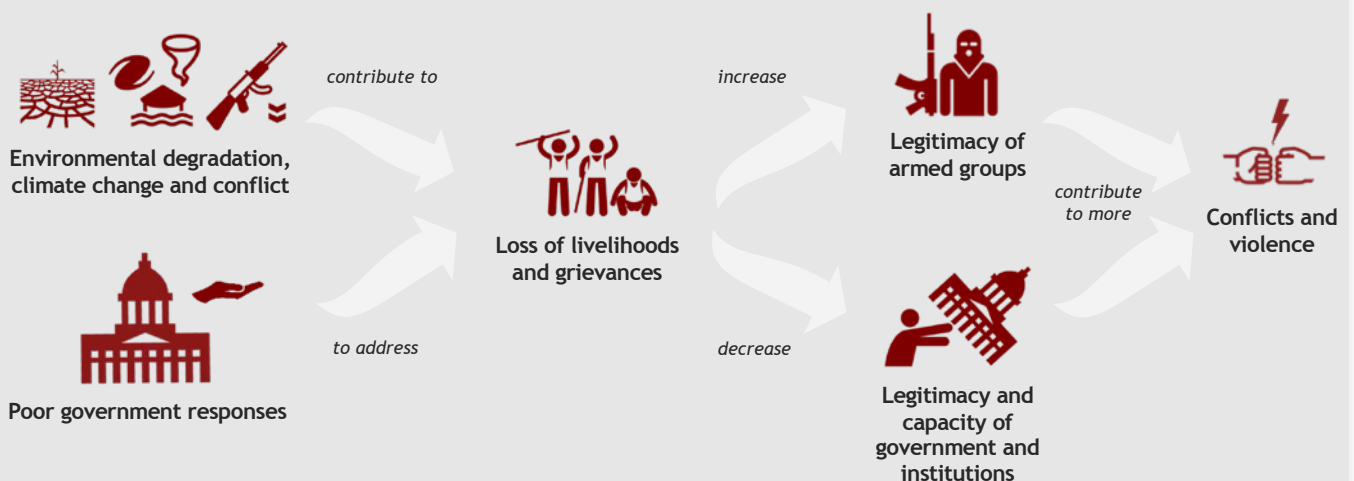 contribute to
increase
Environmental degradation,
climate change and conflict
Legitimacy of
armed groups
contribute
to more
Conflicts and
violence
Loss of livelihoods
and grievances
to address
decrease
Poor government responses
Legitimacy and
capacity of
government and
institutions